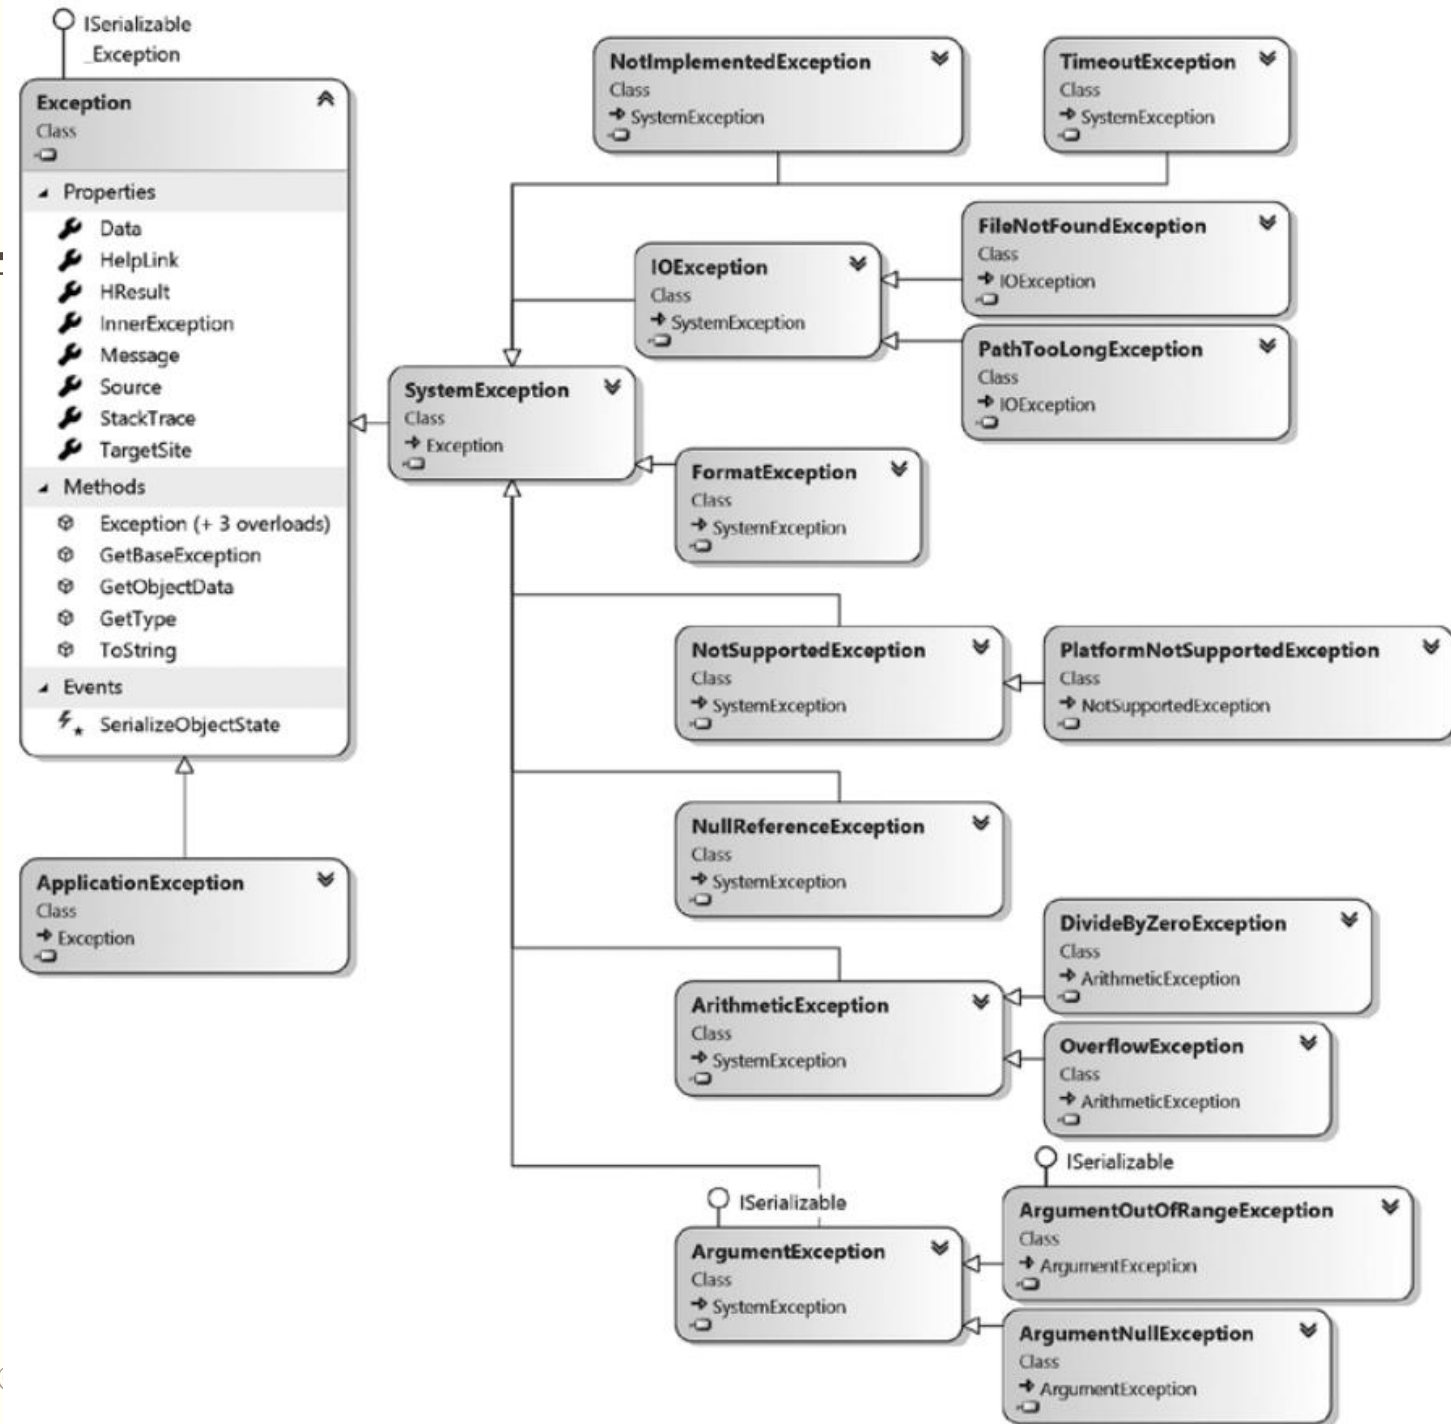 ISerializable
_Exception
Exception
Class
Properties
Data
HelpLink
HResult
InnerException
Message
Source
StackTrace
TargetSite
Methods
Exception (+ 3 overloads)
GetBaseException
GetObjectData
GetType
ToString
Events
SerializeObjectState
ApplicationException
Class
Exception
SystemException
Class
Exception
NotImplementedException
Class
SystemException
TimeoutException
Class
SystemException
IOException
Class
SystemException
FileNotFoundException
Class
IOException
PathTooLongException
Class
IOException
FormatException
Class
SystemException
NotSupportedException
Class
SystemException
PlatformNotSupportedException
Class
NotSupportedException
NullReferenceException
Class
SystemException
ArithmeticException
Class
SystemException
DivideByZeroException
Class
ArithmeticException
OverflowException
Class
ArithmeticException
ISerializable
ArgumentException
Class
SystemException
ISerializable
ArgumentOutOfRangeException
Class
ArgumentException
ArgumentNullException
Class
ArgumentException